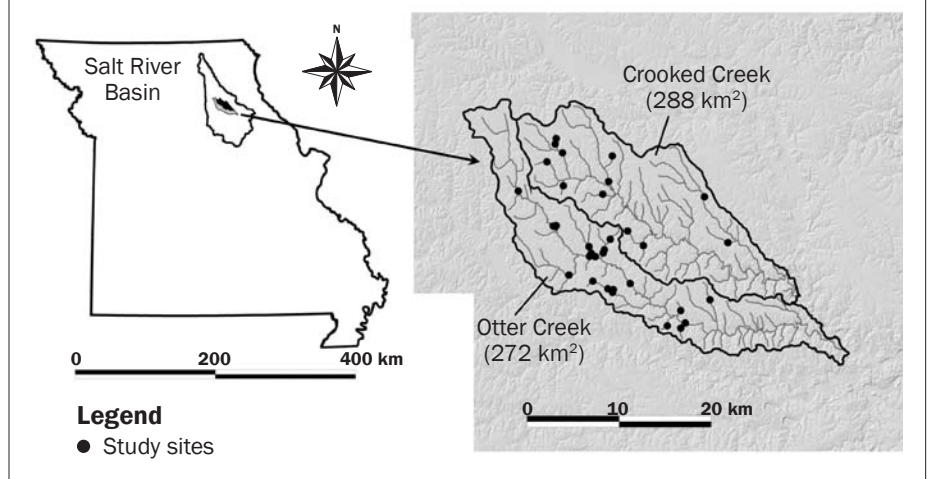 Salt River
Basin
N
Crooked Creek
(288 km²)
Otter Creek
(272 km²)
0 200 400 km
Legend
Study sites
0 10 20 km